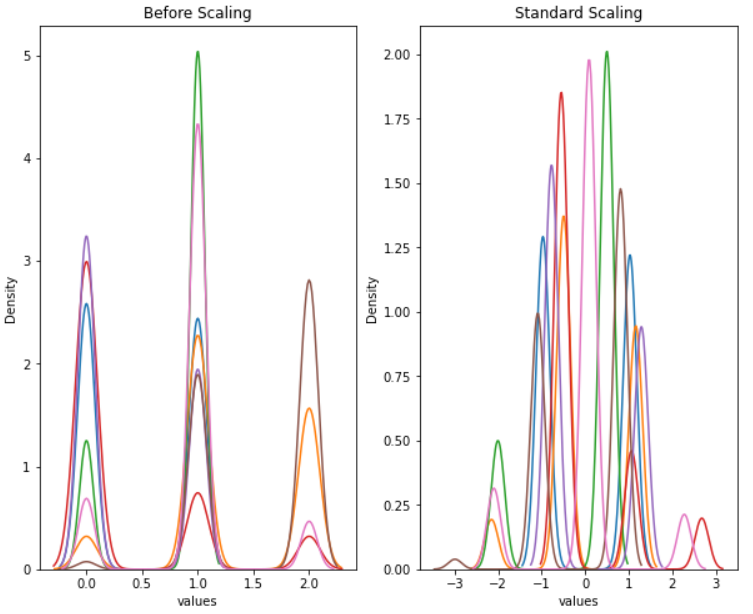 Before Scaling
Standard Scaling
Density
5
4
3
2
1
0
0.0 0.5 1.0 1.5 2.0
values
Density
2.00
1.75
1.50
1.25
1.00
0.75
0.50
0.25
0.00
−3 −2 −1 0 1 2 3
values